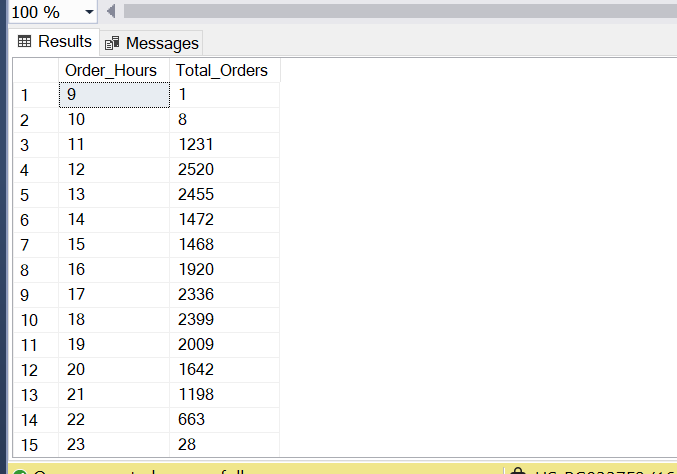 100 %
Results Messages
Order_Hours Total_Orders
1 9 1
2 10 8
3 11 1231
4 12 2520
5 13 2455
6 14 1472
7 15 1468
8 16 1920
9 17 2336
10 18 2399
11 19 2009
12 20 1642
13 21 1198
14 22 663
15 23 28